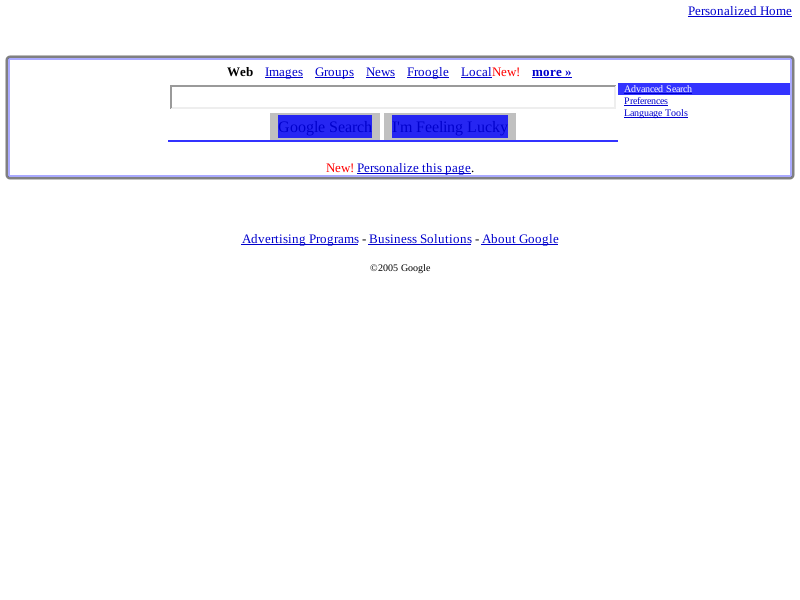 Personalized Home
Web Images Groups News Froogle LocalNew! more »
Advanced Search
Preferences
Language Tools
Google Search I'm Feeling Lucky
New! Personalize this page.
Advertising Programs - Business Solutions - About Google
©2005 Google